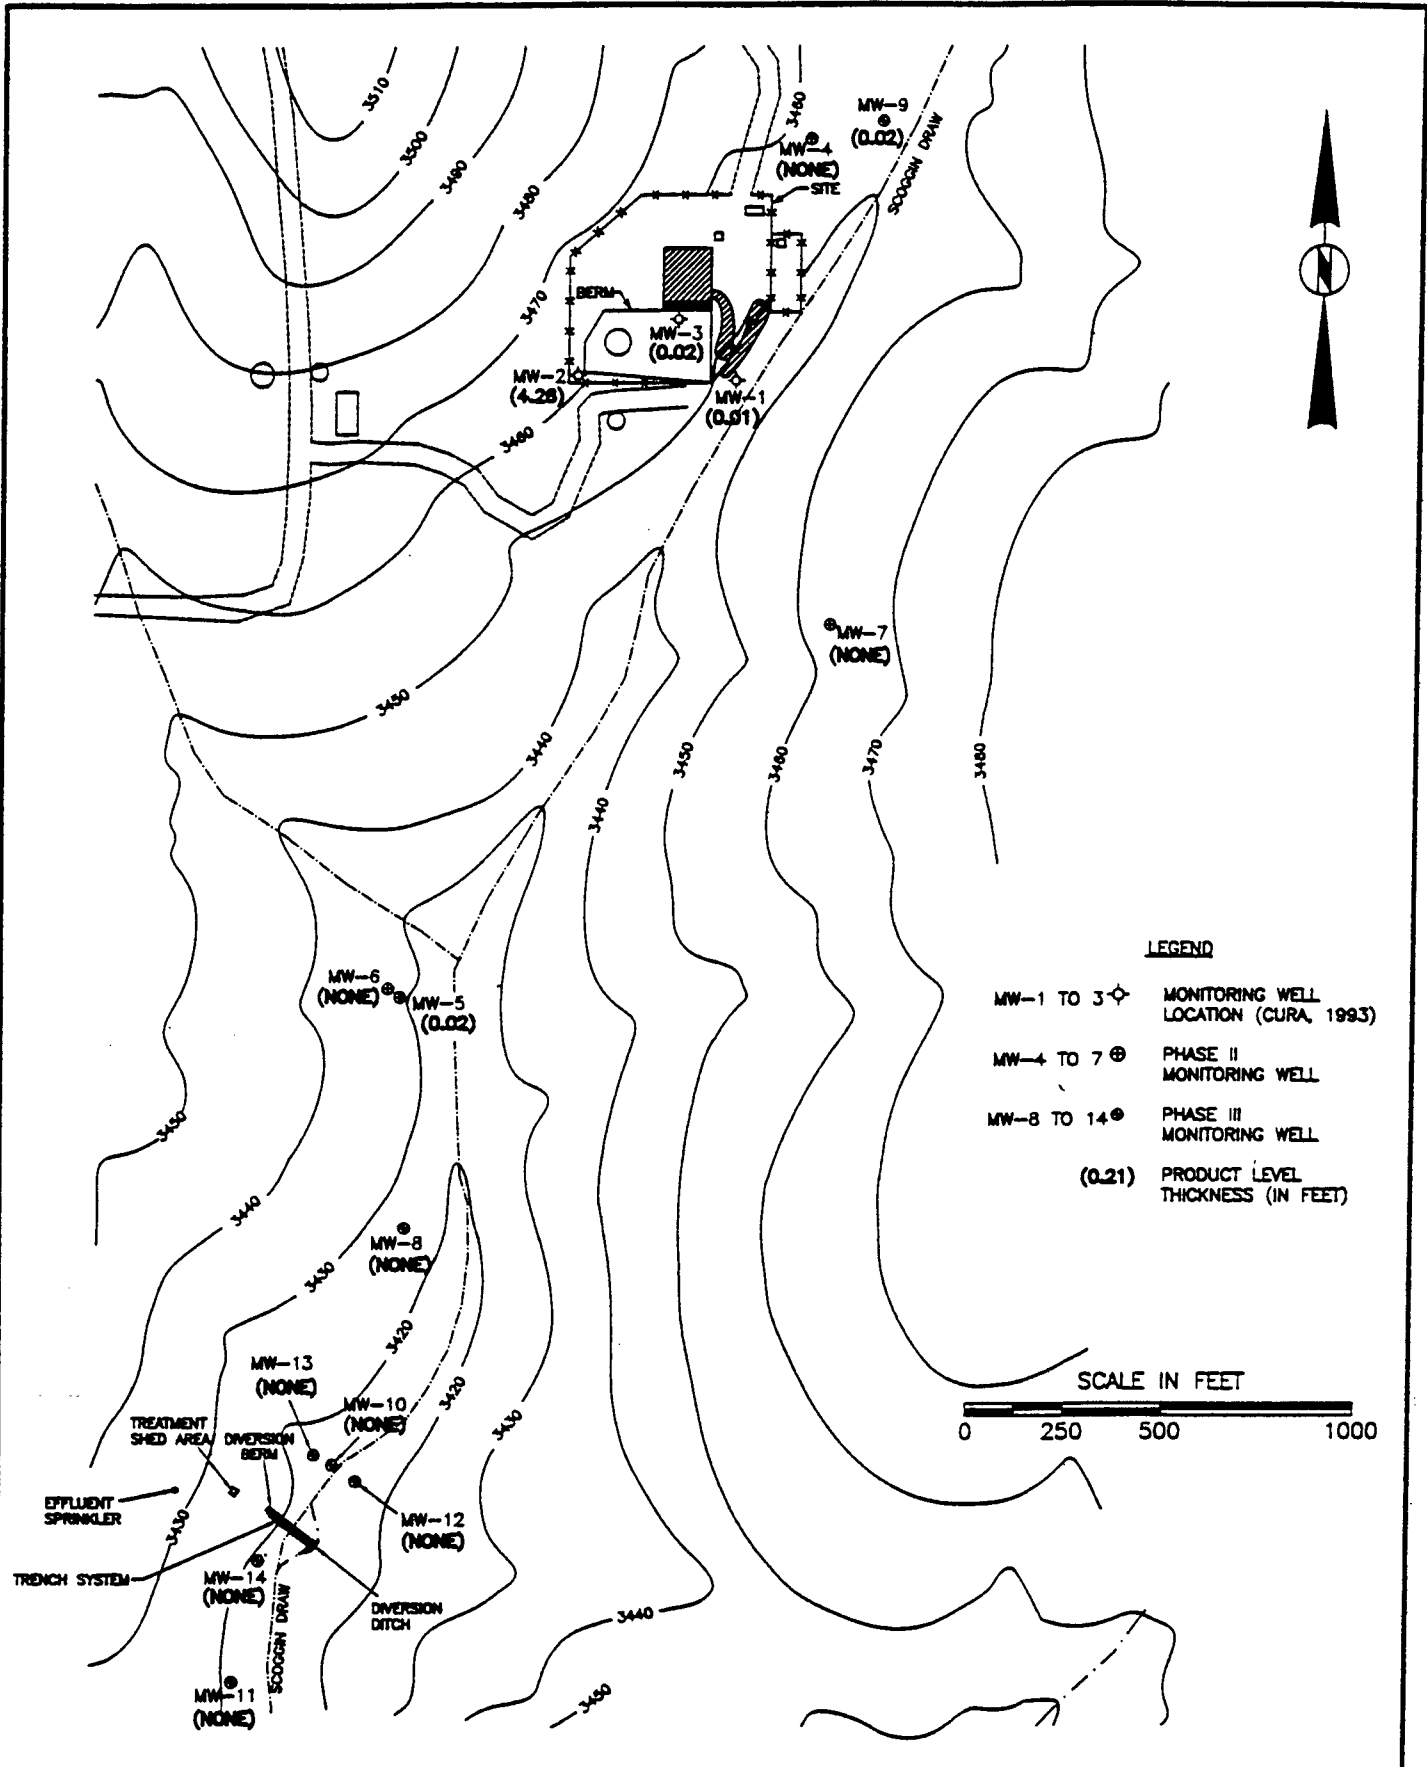 3510
3500
3490
3480
3470
3460
3460
MW-9
(0.02)
MW-4
(NONE)
SITE
SCOGGIN DRAW
BERM
MW-3
(0.02)
MW-2
(4.26)
MW-1
(0.01)
MW-7
(NONE)
3450
3440
3440
3450
3460
3470
3480
MW-6
(NONE)
MW-5
(0.02)
LEGEND
MW-1 TO 3
MONITORING WELL
LOCATION (CURA, 1993)
MW-4 TO 7
PHASE II
MONITORING WELL
MW-8 TO 14
PHASE III
MONITORING WELL
(0.21)
PRODUCT LEVEL
THICKNESS (IN FEET)
3450
3440
3430
MW-8
(NONE)
3420
3420
3430
MW-13
(NONE)
MW-10
(NONE)
TREATMENT
SHED AREA
DIVERSION
BERM
EFFLUENT
SPRINKLER
3430
MW-12
(NONE)
TRENCH SYSTEM
MW-14
(NONE)
DIVERSION
DITCH
SCOGGIN DRAW
MW-11
(NONE)
3440
3450
SCALE IN FEET
0 250 500 1000
N